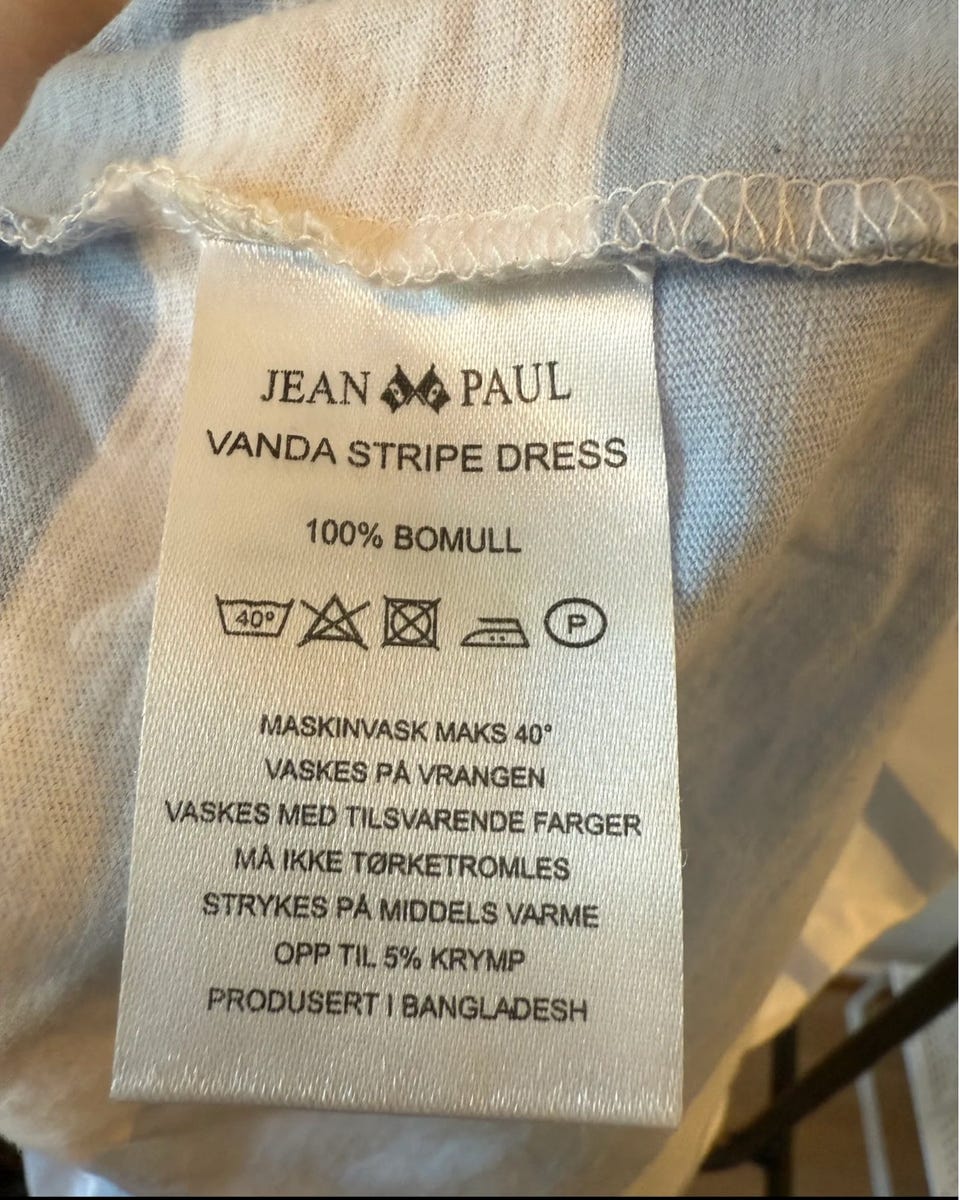 JEAN PAUL
VANDA STRIPE DRESS
100% BOMULL
40° P
MASKINVASK MAKS 40°
VASKES PÅ VRANGEN
VASKES MED TILSVARENDE FARGER
MÅ IKKE TØRKETROMLES
STRYKES PÅ MIDDELS VARME
OPP TIL 5% KRYMP
PRODUSERT I BANGLADESH